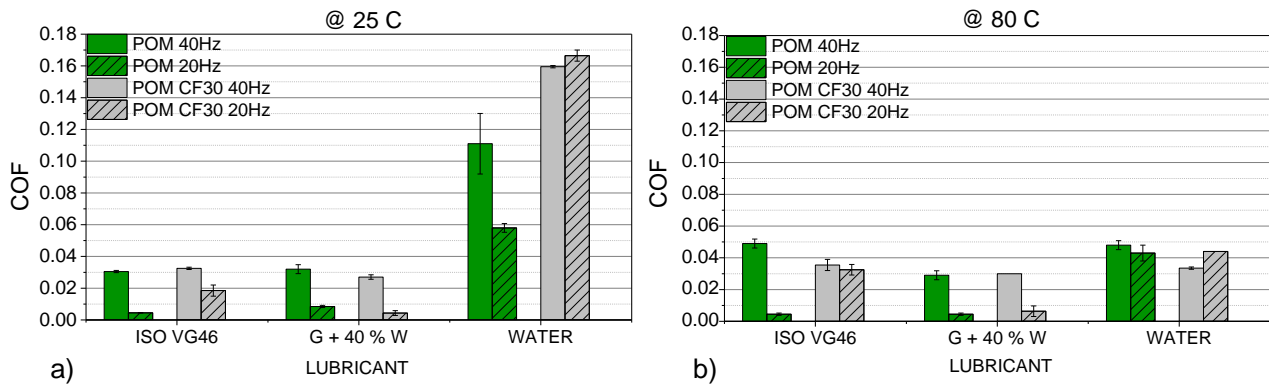 @ 25 C
0.18
0.16
0.14
0.12
0.10
0.08
0.06
0.04
0.02
0.00
COF
POM 40Hz
POM 20Hz
POM CF30 40Hz
POM CF30 20Hz
ISO VG46
G + 40 % W
WATER
LUBRICANT
a)
@ 80 C
0.18
0.16
0.14
0.12
0.10
0.08
0.06
0.04
0.02
0.00
COF
POM 40Hz
POM 20Hz
POM CF30 40Hz
POM CF30 20Hz
ISO VG46
G + 40 % W
WATER
LUBRICANT
b)